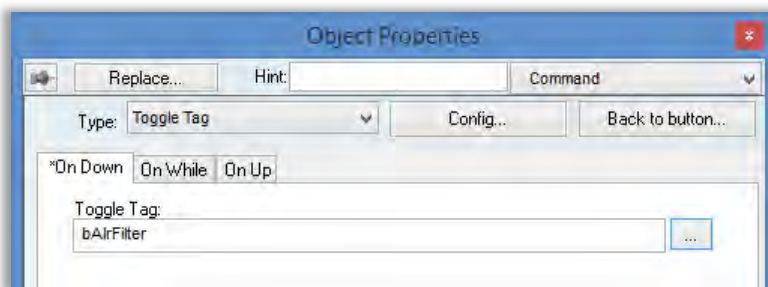 Object Properties
Replace... Hint: Command
Type: Toggle Tag Config... Back to button...
*On Down On While On Up
Toggle Tag:
bAIrFilter ...